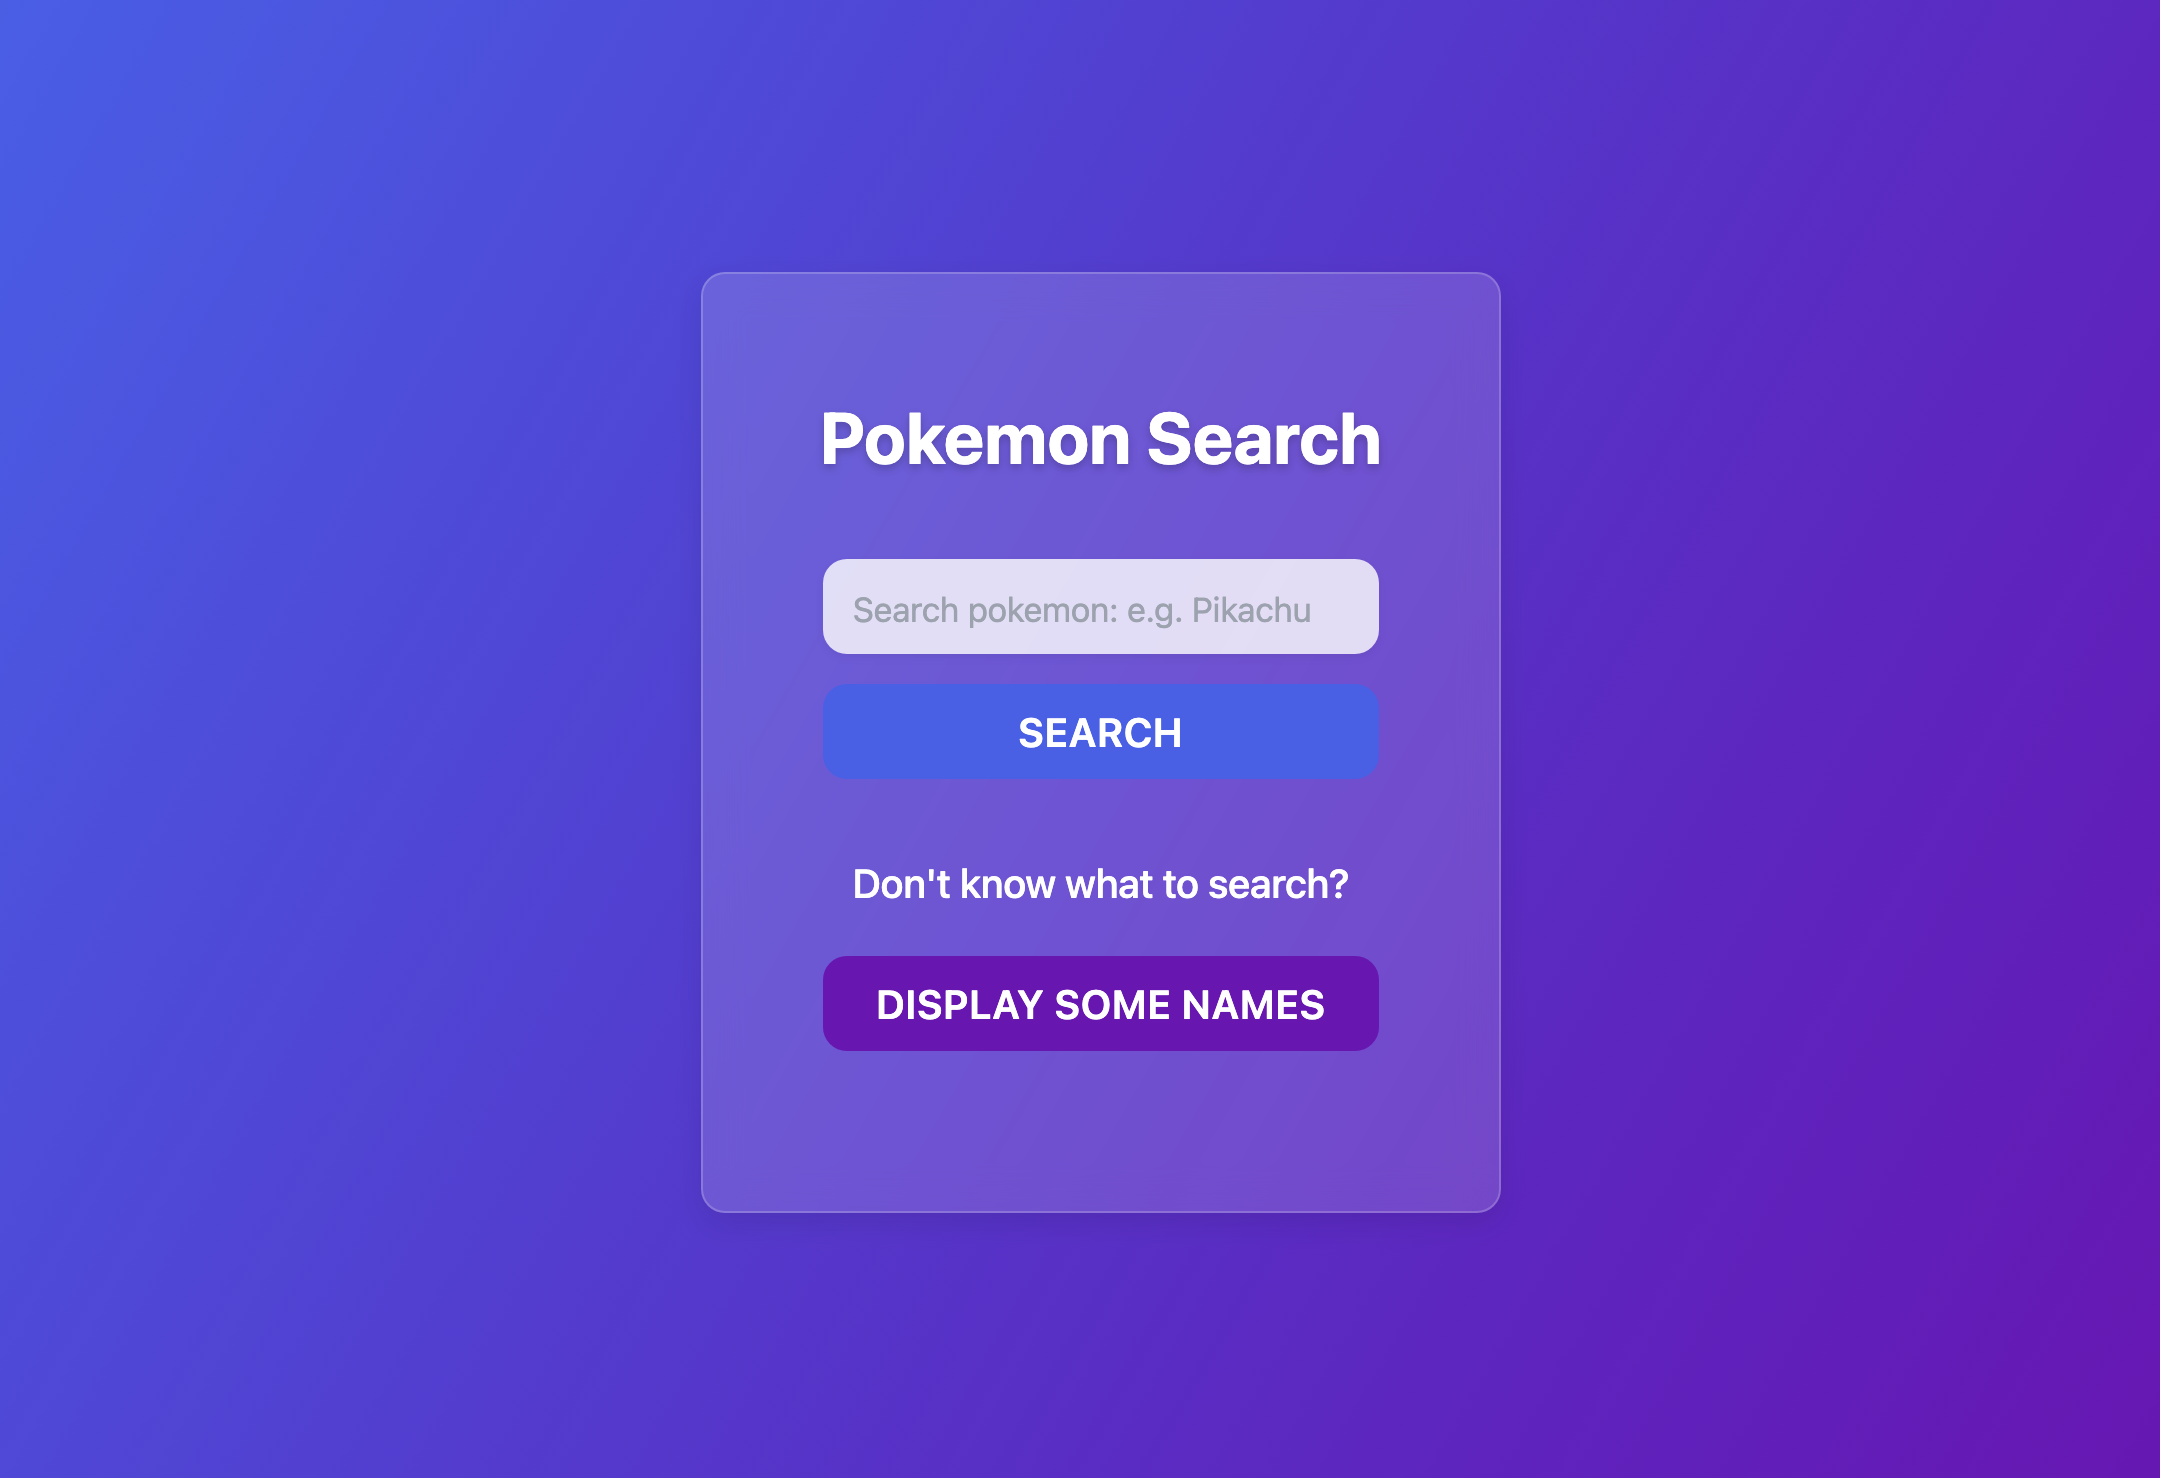 Pokemon Search
Search pokemon: e.g. Pikachu
SEARCH
Don't know what to search?
DISPLAY SOME NAMES